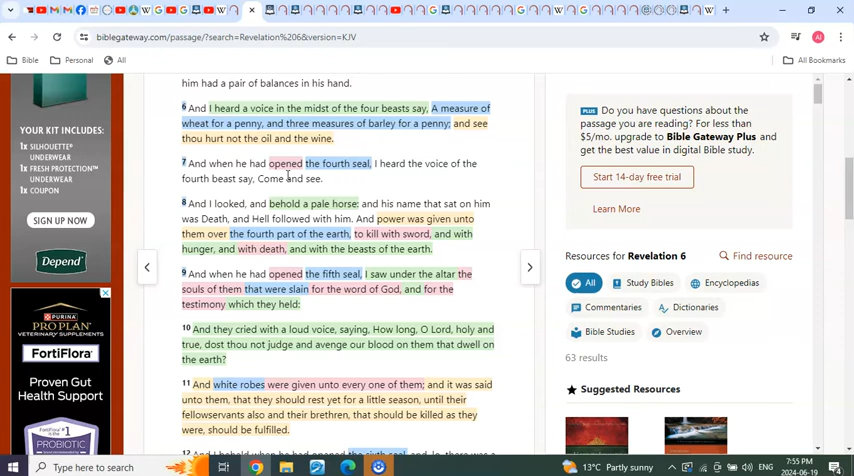 biblegateway.com/passage/?search=Revelation%206&version=KJV
Bible
Personal
All
All Bookmarks
him had a pair of balances in his hand.
6 And I heard a voice in the midst of the four beasts say, A measure of
wheat for a penny, and three measures of barley for a penny; and see
thou hurt not the oil and the wine.
7 And when he had opened the fourth seal, I heard the voice of the
fourth beast say, Come and see.
8 And I looked, and behold a pale horse: and his name that sat on him
was Death, and Hell followed with him. And power was given unto
them over the fourth part of the earth, to kill with sword, and with
hunger, and with death, and with the beasts of the earth.
9 And when he had opened the fifth seal, I saw under the altar the
souls of them that were slain for the word of God, and for the
testimony which they held:
10 And they cried with a loud voice, saying, How long, O Lord, holy and
true, dost thou not judge and avenge our blood on them that dwell on
the earth?
11 And white robes were given unto every one of them; and it was said
unto them, that they should rest yet for a little season, until their
fellowservants also and their brethren, that should be killed as they
were, should be fulfilled.
YOUR KIT INCLUDES:
1x SILHOUETTE®
UNDERWEAR
1x FRESH PROTECTION™
UNDERWEAR
1x COUPON
SIGN UP NOW
Depend
PURINA
PRO PLAN
VETERINARY SUPPLEMENTS
FortiFlora
Proven Gut
Health Support
PROBIOTIC
PLUS Do you have questions about the
passage you are reading? For less than
$5/mo. upgrade to Bible Gateway Plus and
get the best value in digital Bible study.
Start 14-day free trial
Learn More
Resources for Revelation 6
Find resource
All
Study Bibles
Encyclopedias
Commentaries
Dictionaries
Bible Studies
Overview
63 results
Suggested Resources
Type here to search
13°C Partly sunny
ENG
7:55 PM
2024-06-19